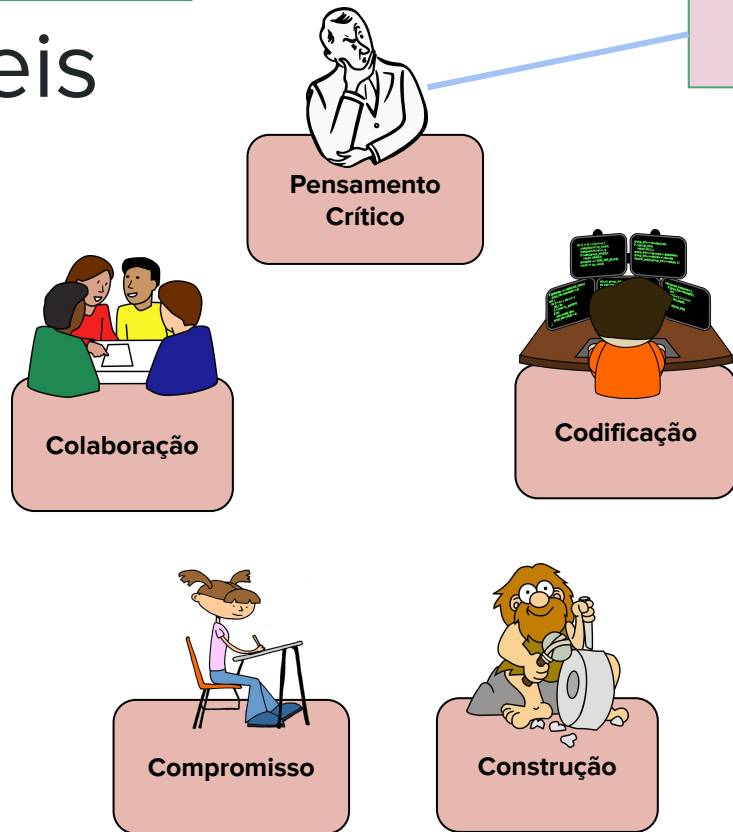 eis
Pensamento
Crítico
Colaboração
Codificação
Compromisso
Construção